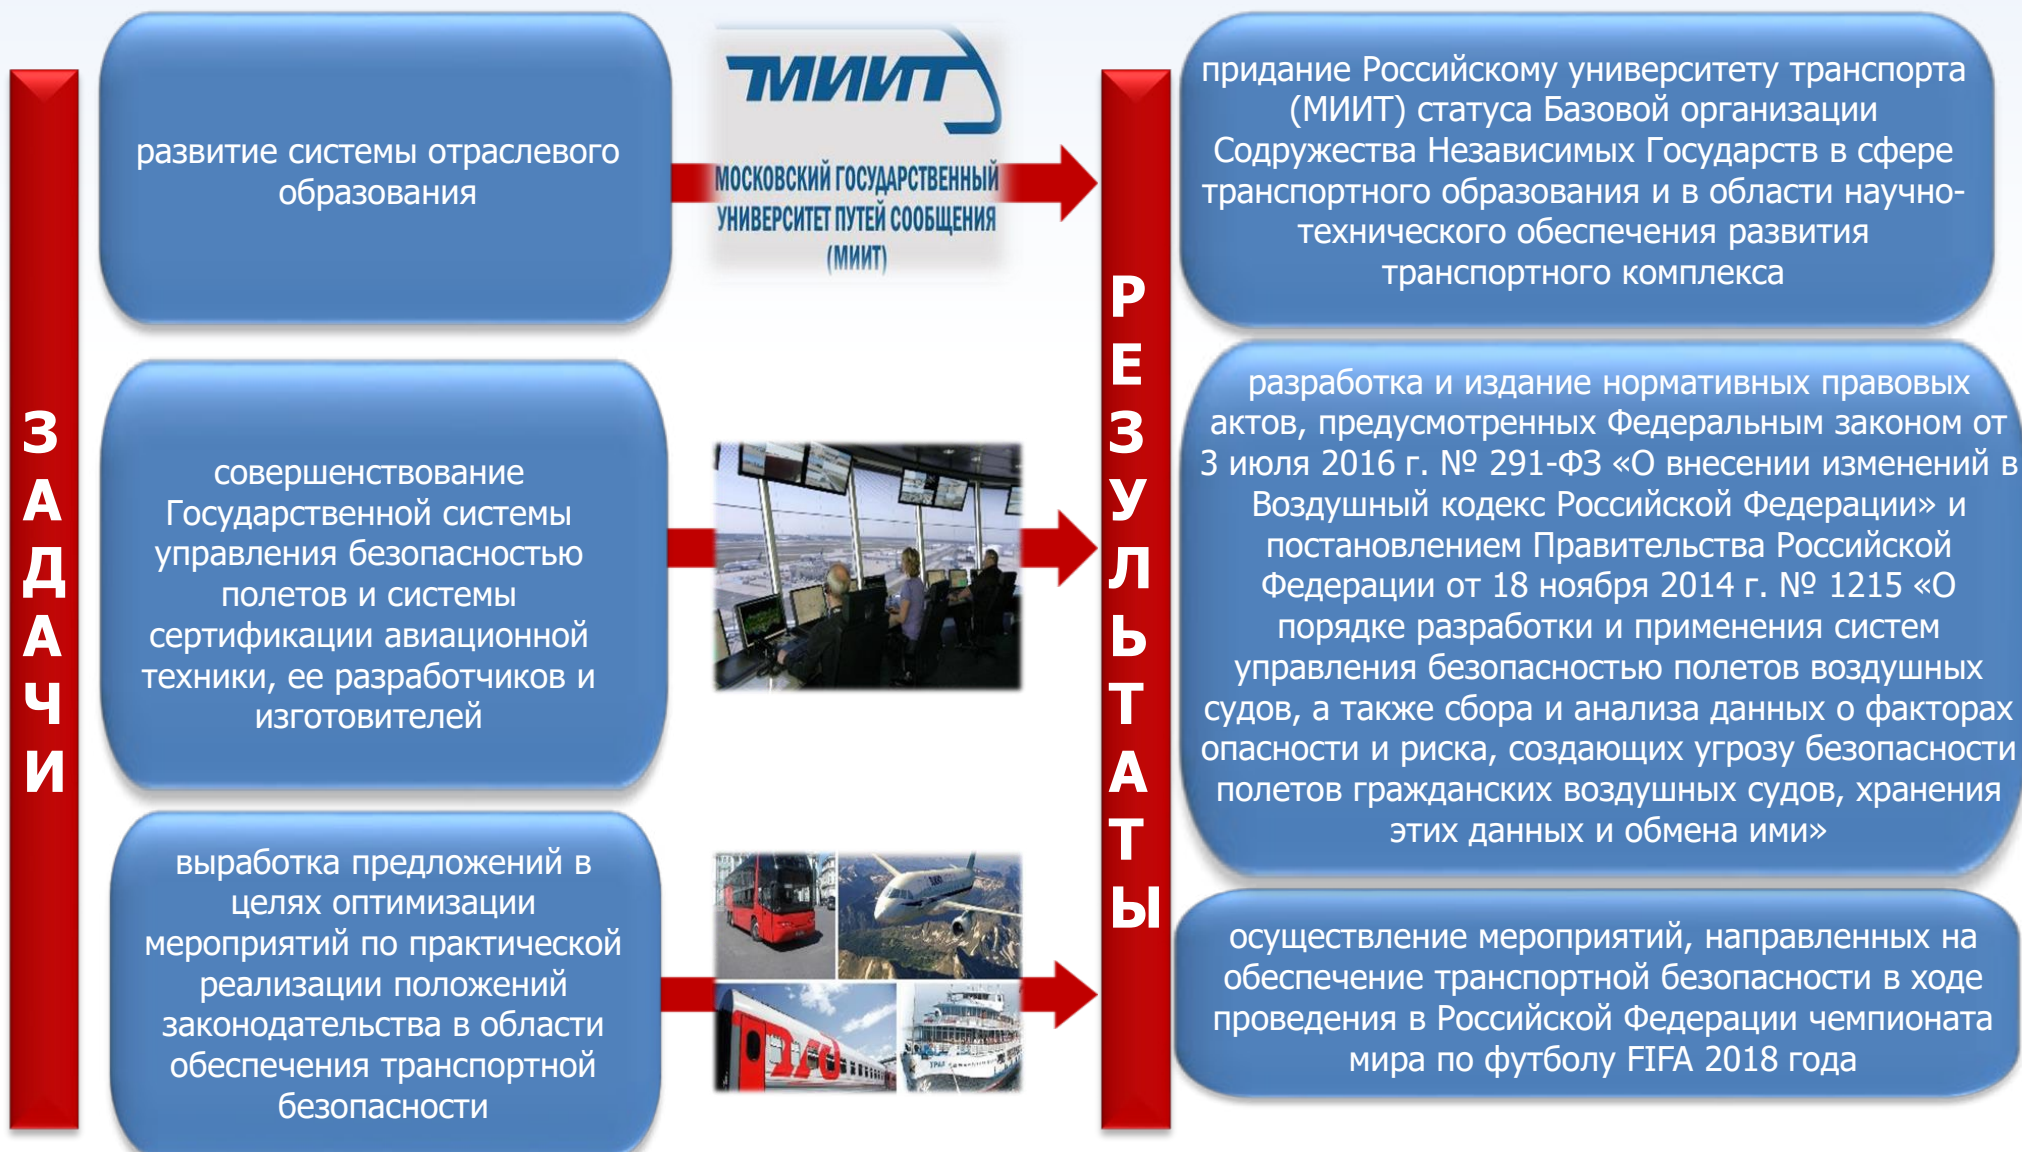 ЗАДАЧИ
развитие системы отраслевого
образования
МИИТ
МОСКОВСКИЙ ГОСУДАРСТВЕННЫЙ
УНИВЕРСИТЕТ ПУТЕЙ СООБЩЕНИЯ
(МИИТ)
РЕЗУЛЬТАТЫ
придание Российскому университету транспорта
(МИИТ) статуса Базовой организации
Содружества Независимых Государств в сфере
транспортного образования и в области научно-
технического обеспечения развития
транспортного комплекса
совершенствование
Государственной системы
управления безопасностью
полетов и системы
сертификации авиационной
техники, ее разработчиков и
изготовителей
разработка и издание нормативных правовых
актов, предусмотренных Федеральным законом от
3 июля 2016 г. № 291-ФЗ «О внесении изменений в
Воздушный кодекс Российской Федерации» и
постановлением Правительства Российской
Федерации от 18 ноября 2014 г. № 1215 «О
порядке разработки и применения систем
управления безопасностью полетов воздушных
судов, а также сбора и анализа данных о факторах
опасности и риска, создающих угрозу безопасности
полетов гражданских воздушных судов, хранения
этих данных и обмена ими»
выработка предложений в
целях оптимизации
мероприятий по практической
реализации положений
законодательства в области
обеспечения транспортной
безопасности
осуществление мероприятий, направленных на
обеспечение транспортной безопасности в ходе
проведения в Российской Федерации чемпионата
мира по футболу FIFA 2018 года